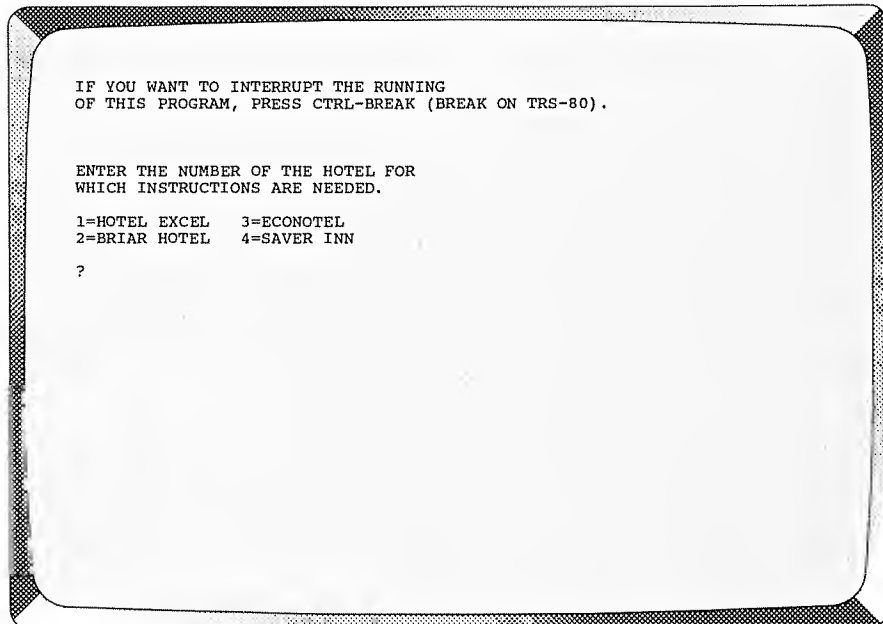 IF YOU WANT TO INTERRUPT THE RUNNING
OF THIS PROGRAM, PRESS CTRL-BREAK (BREAK ON TRS-80).
ENTER THE NUMBER OF THE HOTEL FOR
WHICH INSTRUCTIONS ARE NEEDED.
1=HOTEL EXCEL 3=ECONOTEL
2=BRIAR HOTEL 4=SAVER INN
?